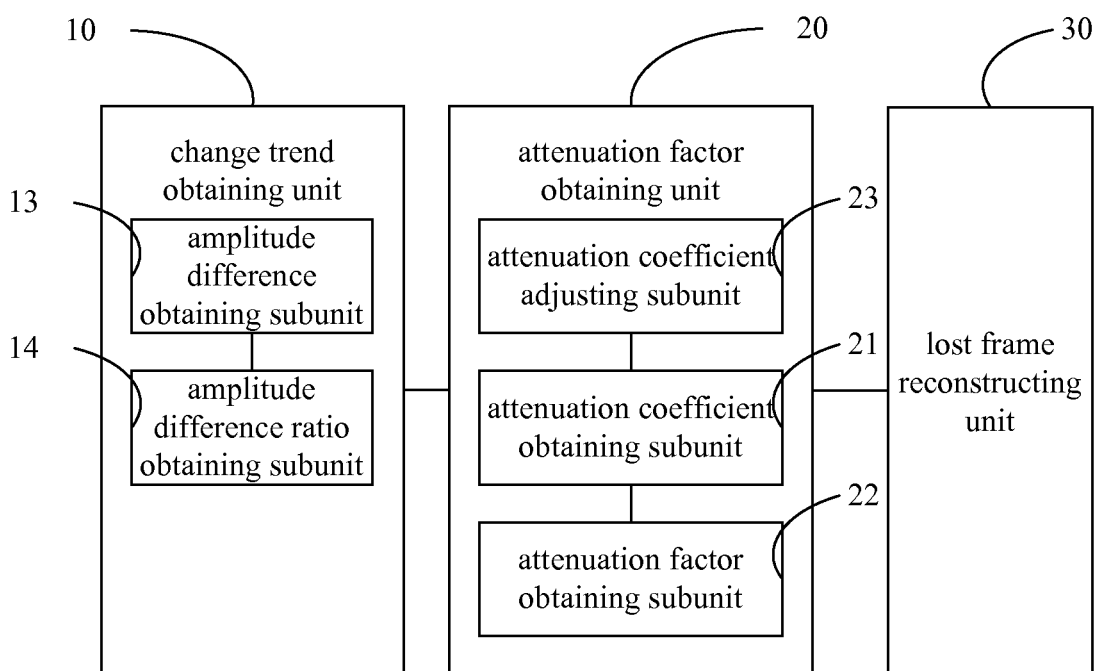 10
20
30
change trend
obtaining unit
13
amplitude
difference
obtaining subunit
14
amplitude
difference ratio
obtaining subunit
attenuation factor
obtaining unit
23
attenuation coefficient
adjusting subunit
21
attenuation coefficient
obtaining subunit
22
attenuation factor
obtaining subunit
lost frame
reconstructing
unit